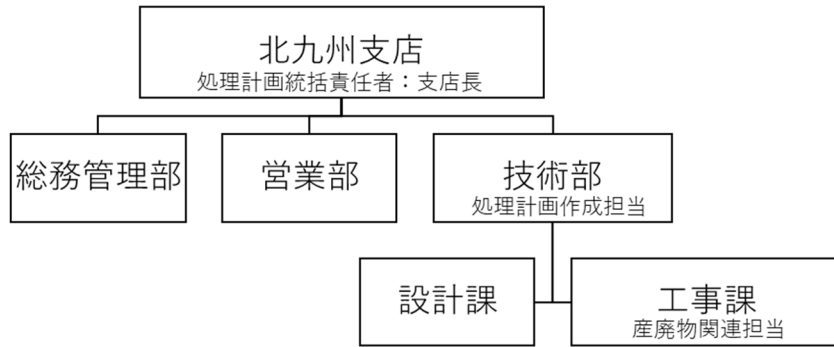 北九州支店
処理計画統括責任者：支店長
総務管理部
営業部
技術部
処理計画作成担当
設計課
工事課
産廃物関連担当